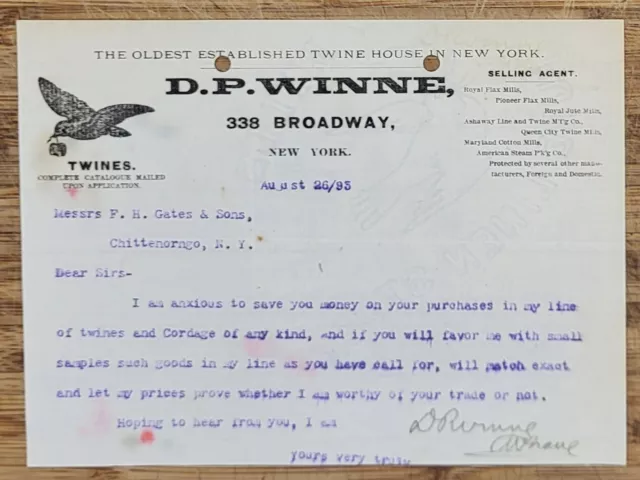 THE OLDEST ESTABLISHED TWINE HOUSE IN NEW YORK.
D.P.WINNE,
338 BROADWAY,
NEW YORK.
SELLING AGENT.
Royal Flax Mills,
Pioneer Flax Mills,
Royal Jute Mills,
Ashaway Line and Twine M'f'g Co.,
Queen City Twine Mills,
Maryland Cotton Mills,
American Steam P'k'g Co.,
Protected by several other manu-
facturers, Foreign and Domestic.
TWINES.
COMPLETE CATALOGUE MAILED
UPON APPLICATION.
Au ust 26/95
Messrs F. H. Gates & Sons,
Chittenorngo, N. Y.
Dear Sirs-
I am anxious to save you money on your purchases in my line
of twines and Cordage of any kind, and if you will favor me with small
samples such goods in my line as you have call for, will match exact
and let my prices prove whether I am worthy of your trade or not.
Hoping to hear from you, I am
Yours very truly
D P Winne